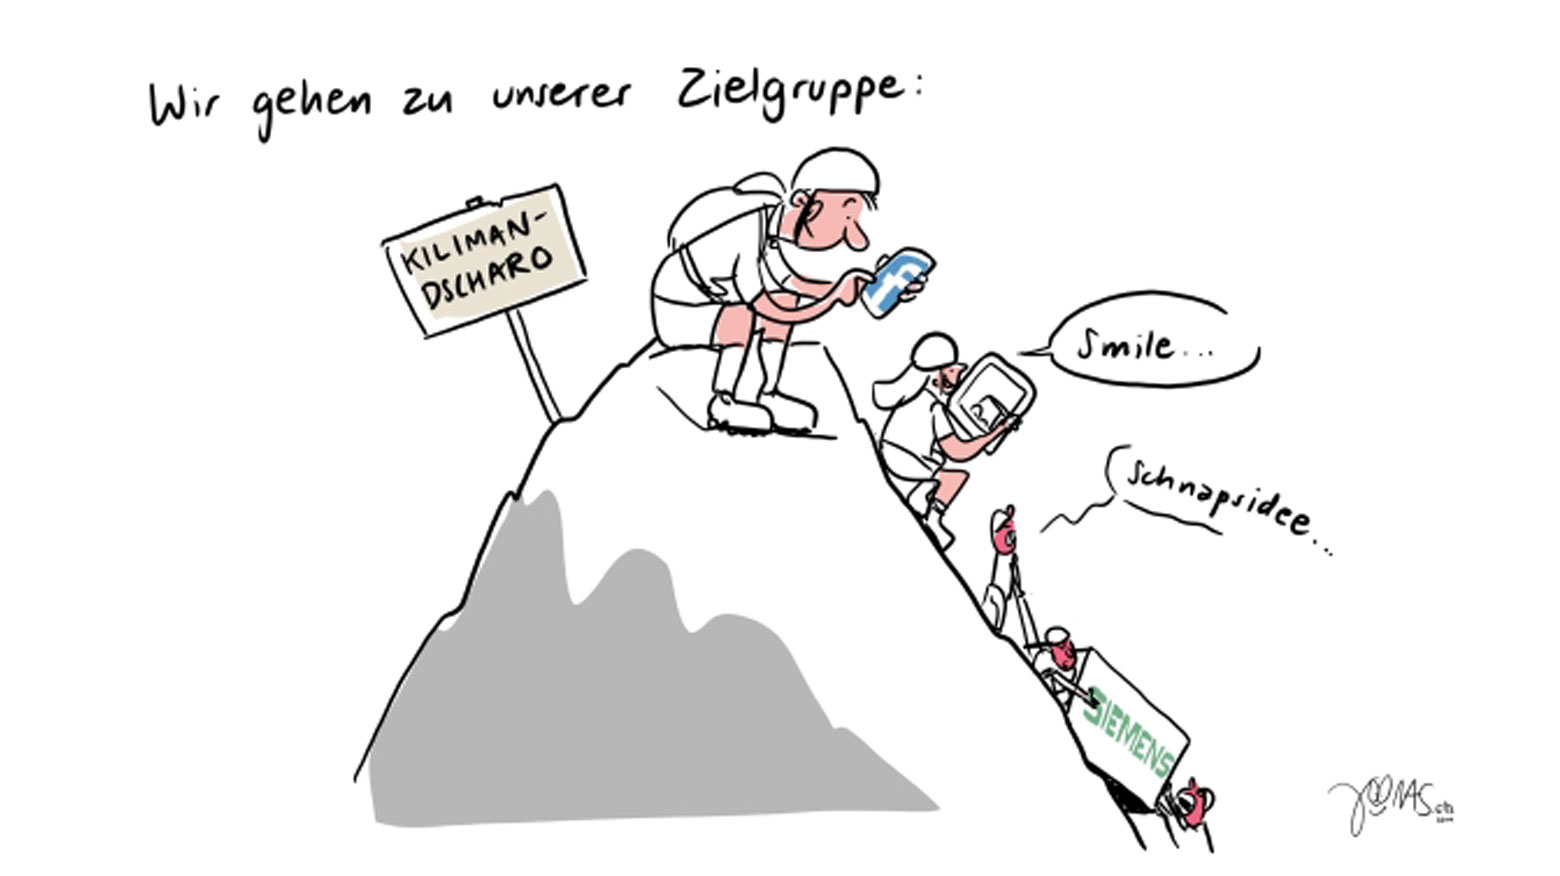 Wir gehen zu unserer Zielgruppe:
KILIMAN-
DSCHARO
f
Smile...
Schnapsidee...
SIEMENS